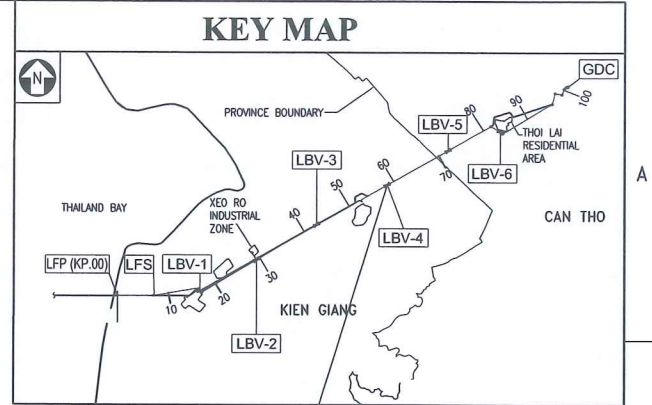 KEY MAP
N
GDC
PROVINCE BOUNDARY
80
90
100
LBV-5
THOI LAI
RESIDENTIAL
AREA
LBV-3
60
70
LBV-6
A
50
LBV-4
THAILAND BAY
XEO RO
INDUSTRIAL
ZONE
40
CAN THO
LFP (KP.00)
LFS
LBV-1
30
20
10
KIEN GIANG
LBV-2